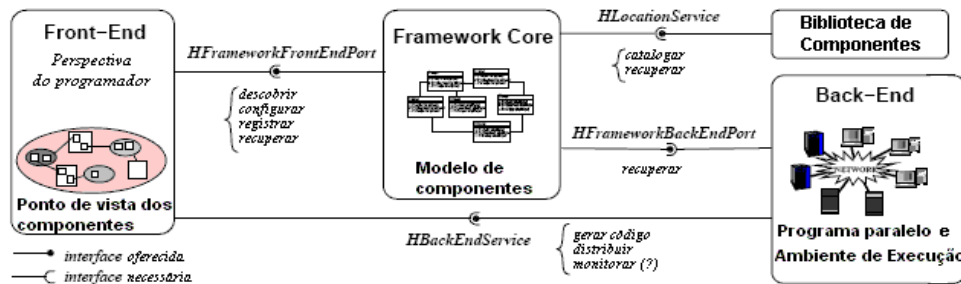 Front-End
Perspectiva
do programador
Ponto de vista dos
componentes
HFrameworkFrontEndPort
descobrir
configurar
registrar
recuperar
Framework Core
Modelo de
componentes
HLocationService
catalogar
recuperar
Biblioteca de
Componentes
HFrameworkBackEndPort
recuperar
Back-End
NETWORK
Programa paralelo e
Ambiente de Execução
HBackEndService
gerar código
distribuir
monitorar (?)
interface oferecida
interface necessária